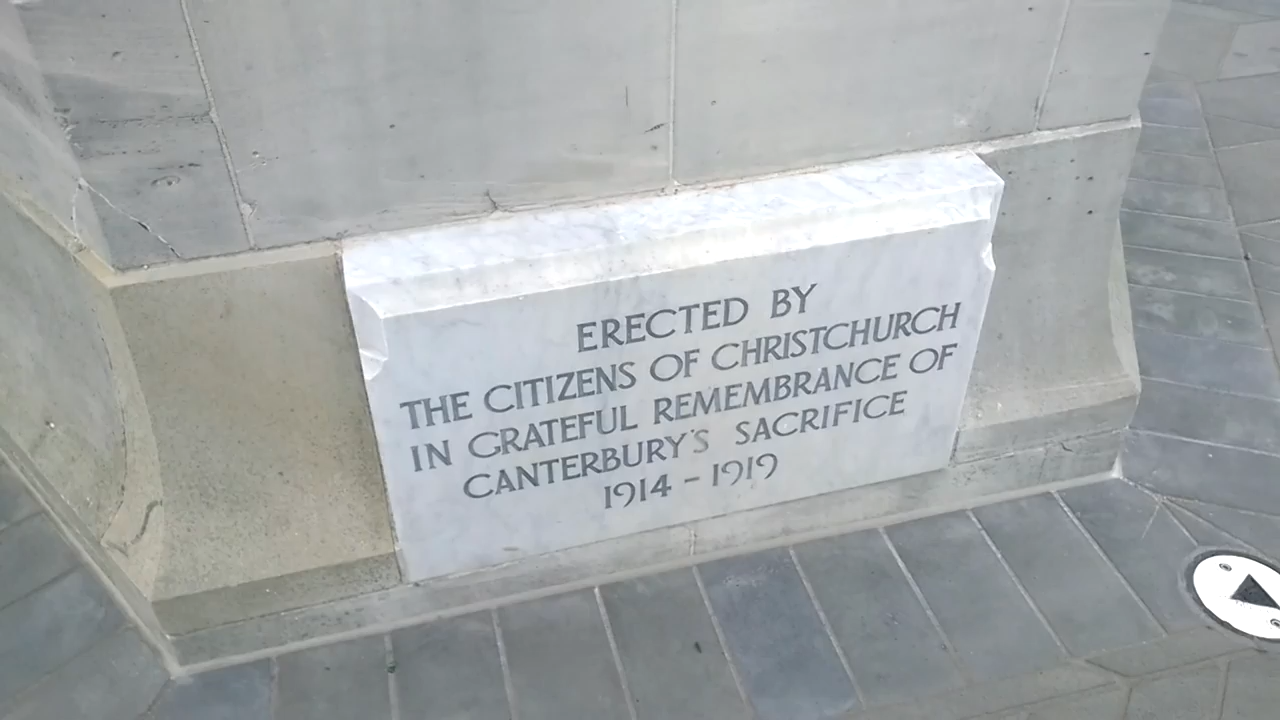 ERECTED BY
THE CITIZENS OF CHRISTCHURCH
IN GRATEFUL REMEMBRANCE OF
CANTERBURY'S SACRIFICE
1914 - 1919